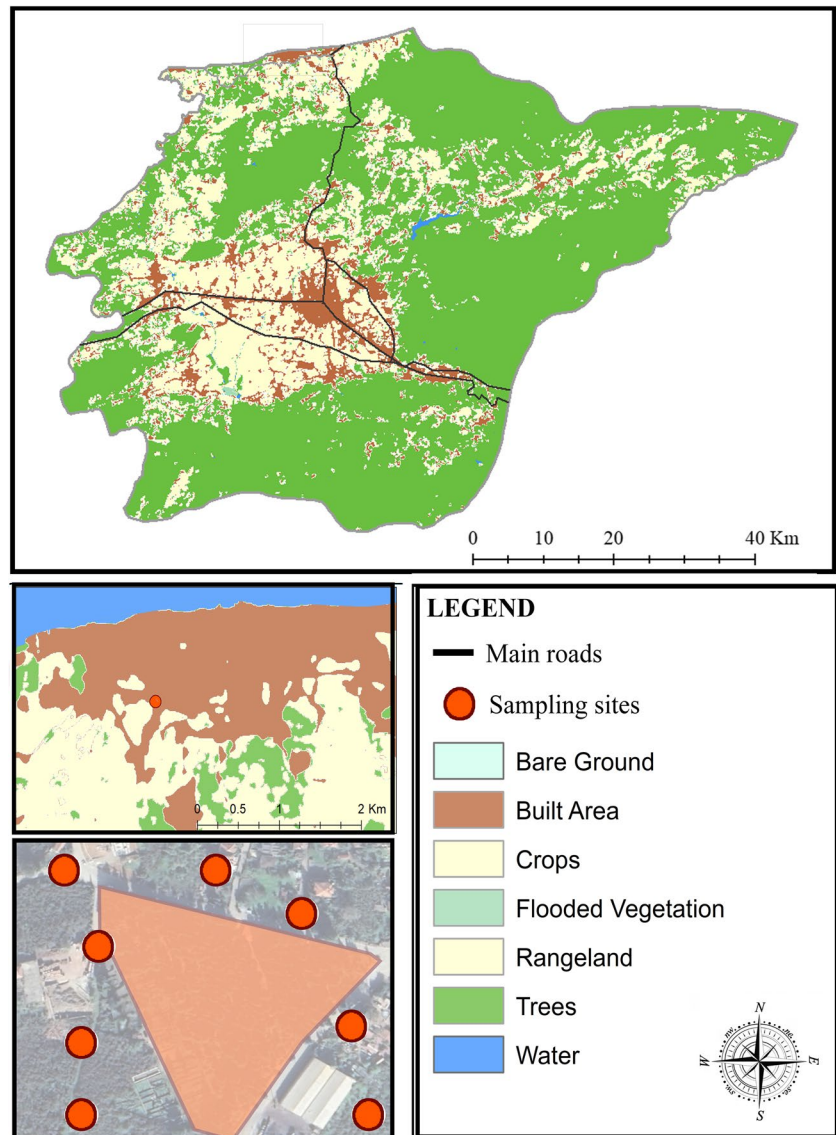 0 10 20 40 Km
0 0.5 1 2 Km
LEGEND
Main roads
Sampling sites
Bare Ground
Built Area
Crops
Flooded Vegetation
Rangeland
Trees
Water
N
W E
S